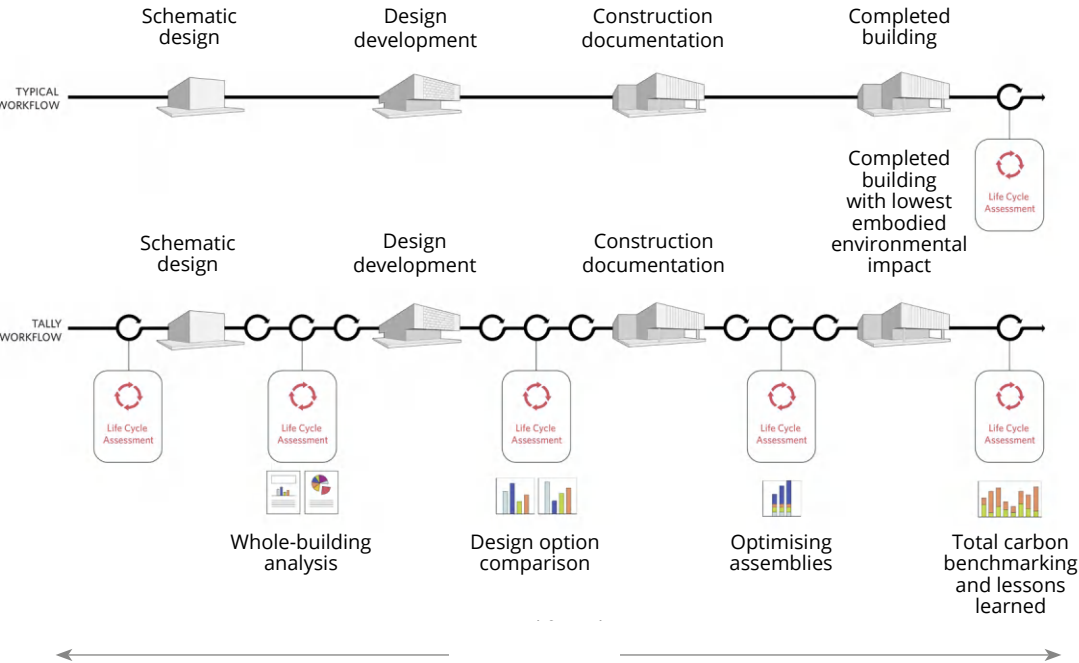 Schematic
design
Design
development
Construction
documentation
Completed
building
TYPICAL
WORKFLOW
Life Cycle
Assessment
Schematic
design
Design
development
Construction
documentation
Completed
building
with lowest
embodied
environmental
impact
TALLY
WORKFLOW
Life Cycle
Assessment
Life Cycle
Assessment
Life Cycle
Assessment
Life Cycle
Assessment
Life Cycle
Assessment
Whole-building
analysis
Design option
comparison
Optimising
assemblies
Total carbon
benchmarking
and lessons
learned